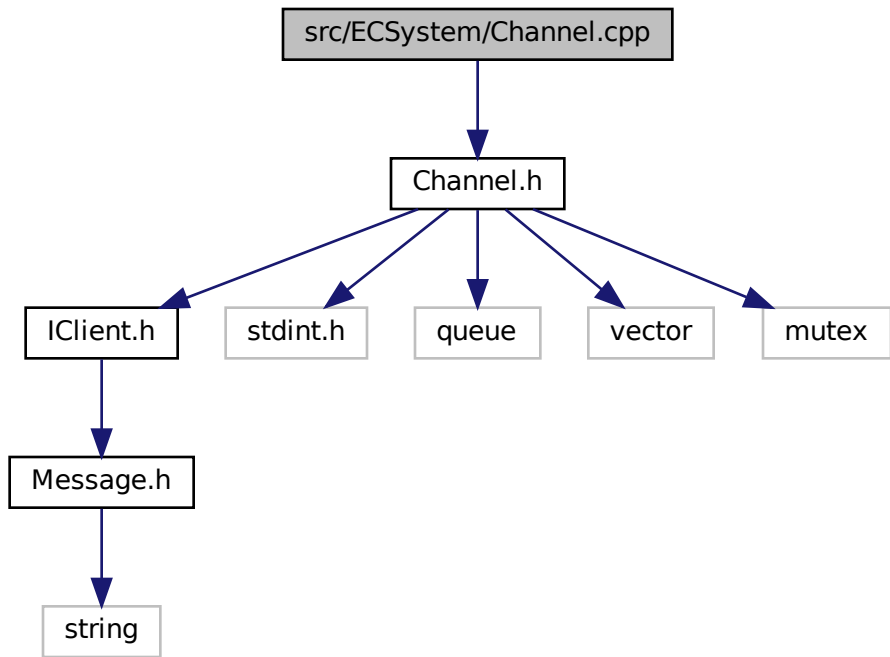 src/ECSystem/Channel.cpp
Channel.h
IClient.h
stdint.h
queue
vector
mutex
Message.h
string